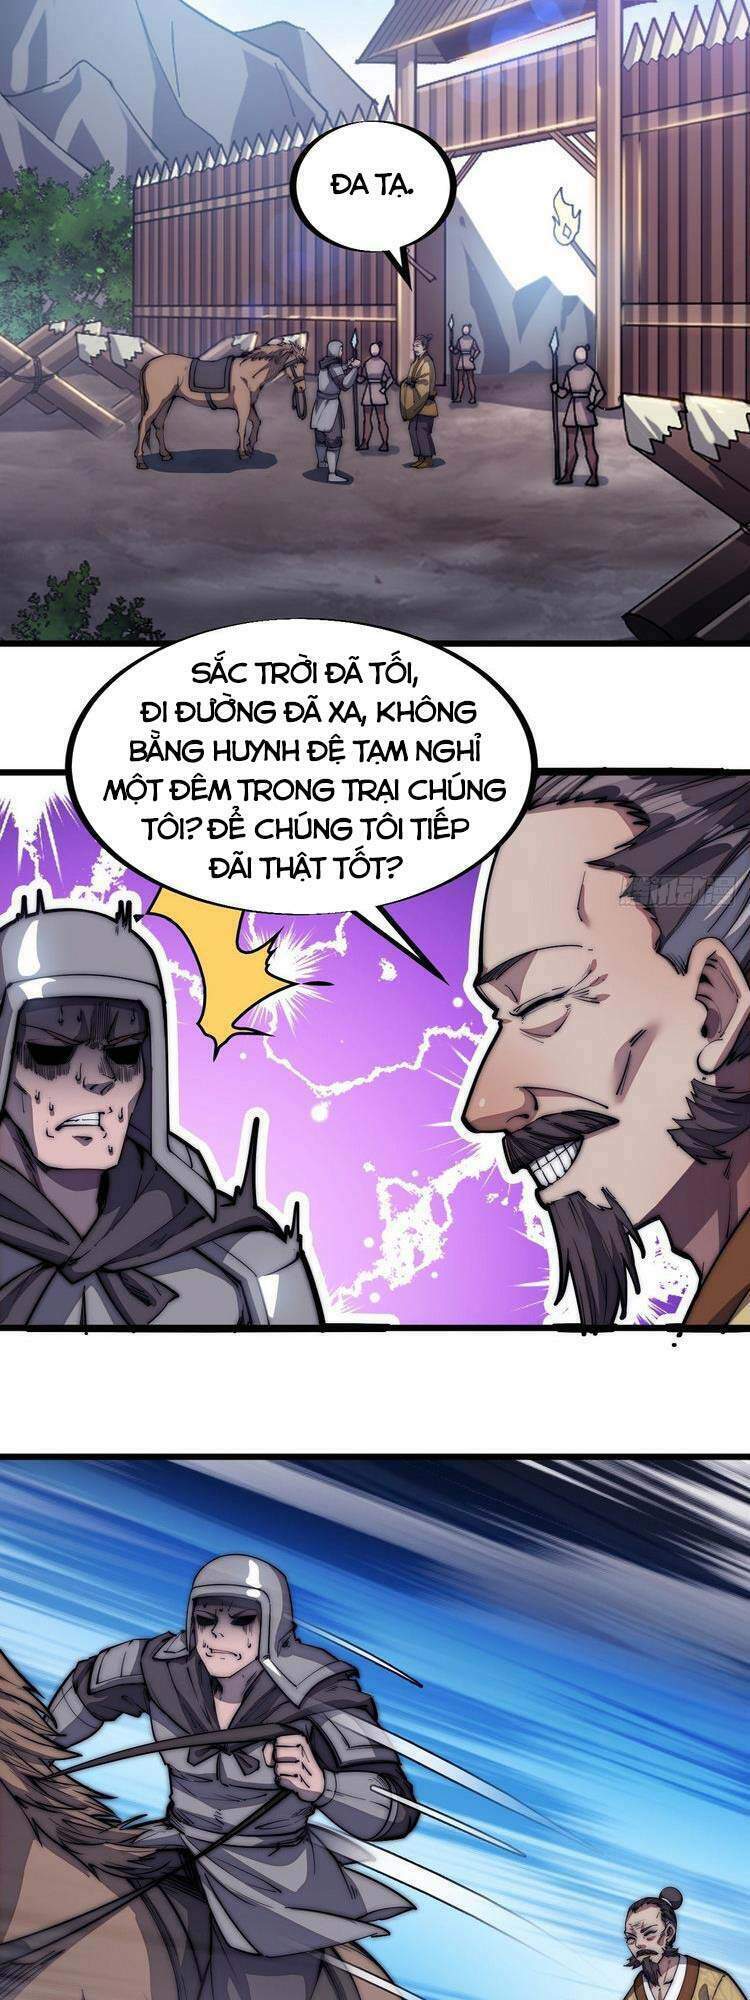 ĐA TẠ.
SẮC TRỜI ĐÃ TỐI,
ĐI ĐƯỜNG ĐÃ XA, KHÔNG
BẰNG HUYNH ĐỆ TẠM NGHỈ
MỘT ĐÊM TRONG TRẠI CHÚNG
TÔI? ĐỂ CHÚNG TÔI TIẾP
ĐÃI THẬT TỐT?